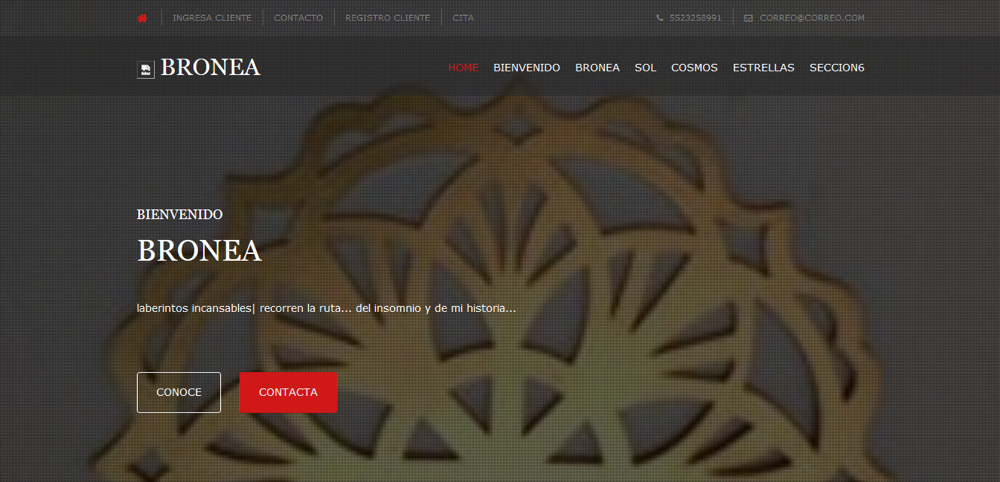 INGRESA CLIENTE CONTACTO REGISTRO CLIENTE CITA 5523258991 CORREO@CORREO.COM
BRONEA HOME BIENVENIDO BRONEA SOL COSMOS ESTRELLAS SECCION6
BIENVENIDO
BRONEA
laberintos incansables| recorren la ruta... del insomnio y de mi historia...
CONOCE CONTACTA